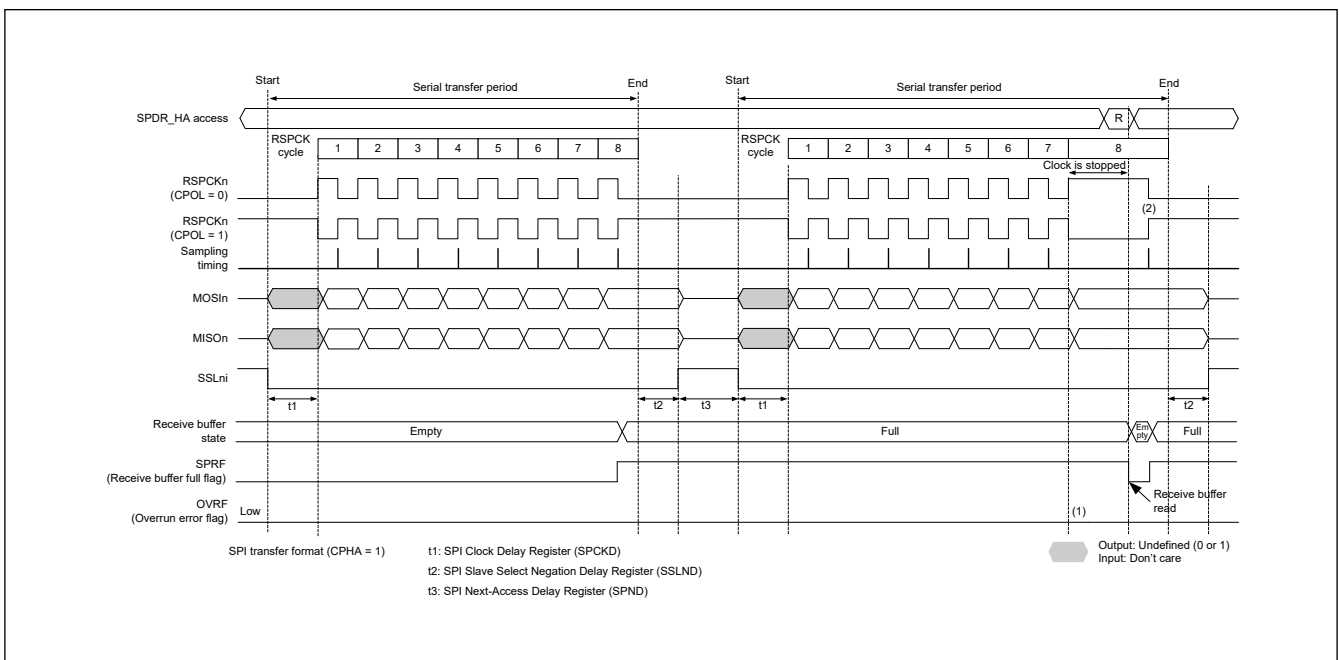 Start
Serial transfer period
End
Start
Serial transfer period
End
SPDR_HA access
R
RSPCK
cycle
1 2 3 4 5 6 7 8
RSPCK
cycle
1 2 3 4 5 6 7 8
Clock is stopped
RSPCKn
(CPOL = 0)
(2)
RSPCKn
(CPOL = 1)
Sampling
timing
MOSIn
MISOn
SSLni
t1
t2
t3
t1
t2
Receive buffer
state
Empty
Full
Em
pty
Full
SPRF
(Receive buffer full flag)
Receive buffer
read
OVRF
(Overrun error flag)
Low
(1)
SPI transfer format (CPHA = 1)
t1: SPI Clock Delay Register (SPCKD)
t2: SPI Slave Select Negation Delay Register (SSLND)
t3: SPI Next-Access Delay Register (SPND)
Output: Undefined (0 or 1)
Input: Don't care